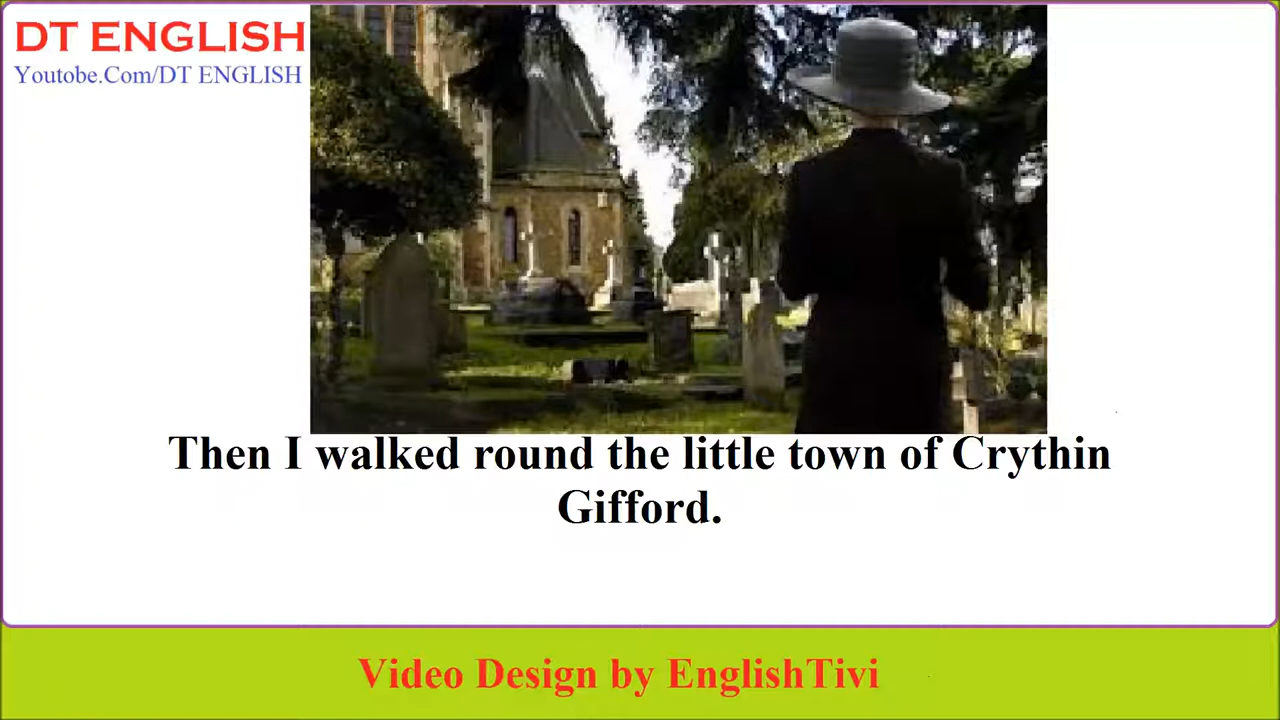 DT ENGLISH
Youtobe.Com/DT ENGLISH
Then I walked round the little town of Crythin
Gifford.
Video Design by EnglishTivi